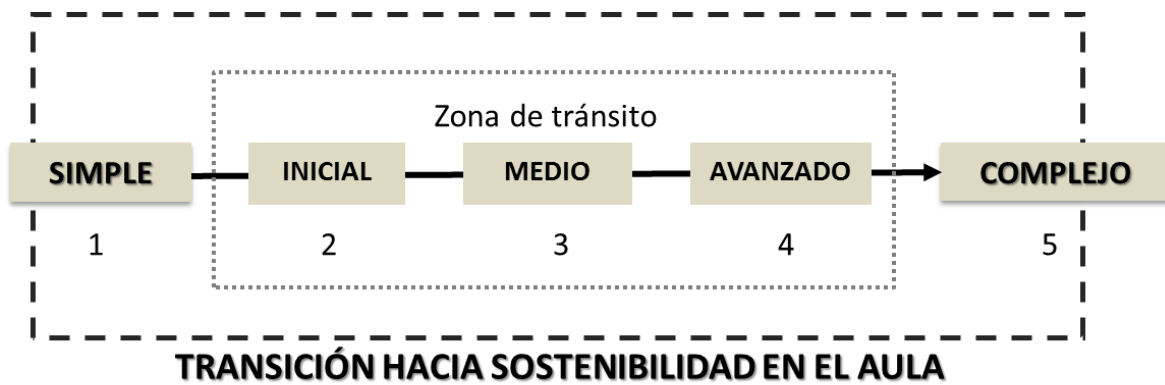 Zona de tránsito
SIMPLE INICIAL MEDIO AVANZADO COMPLEJO
1 2 3 4 5
TRANSICIÓN HACIA SOSTENIBILIDAD EN EL AULA